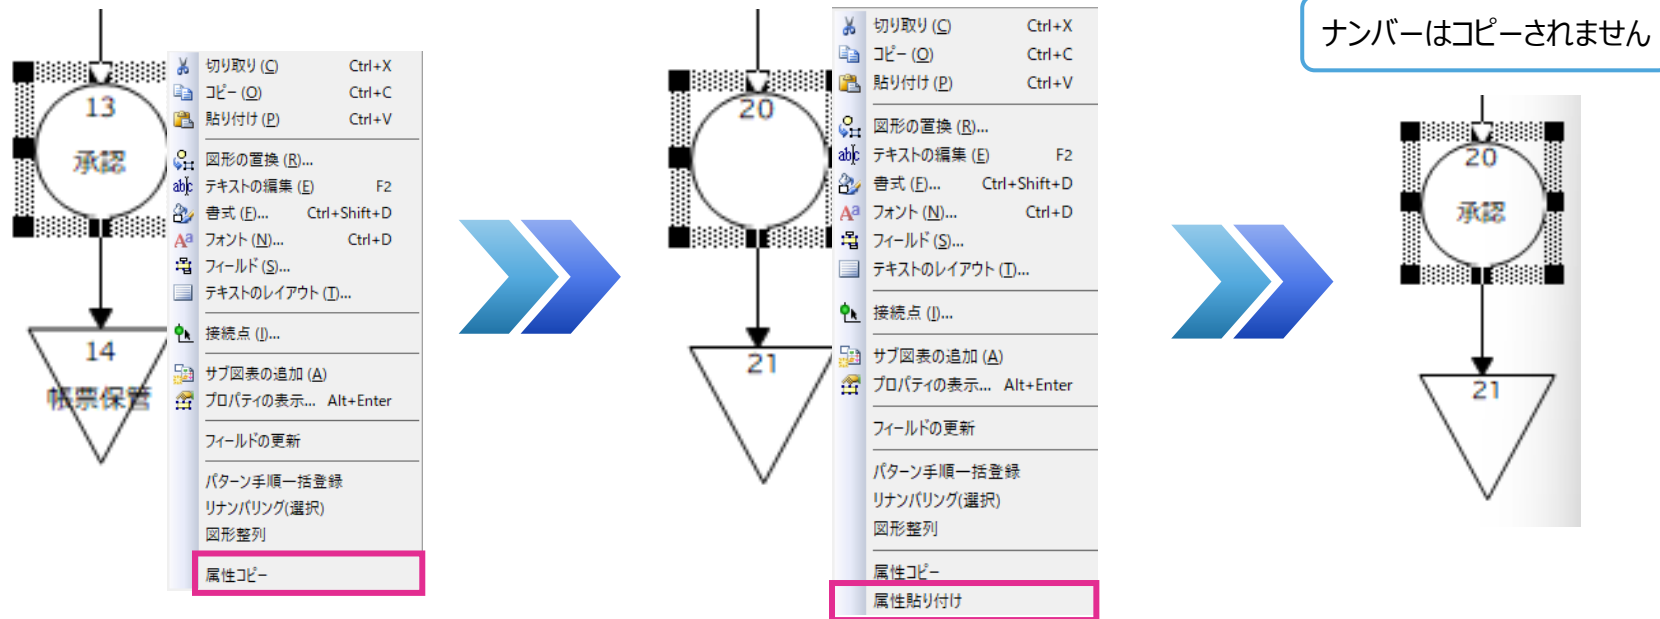 13
承認
14
帳票保管
切り取り (C) Ctrl+X
コピー (O) Ctrl+C
貼り付け (P) Ctrl+V
図形の置換 (R)...
テキストの編集 (E) F2
書式 (F)... Ctrl+Shift+D
フォント (N)... Ctrl+D
フィールド (S)...
テキストのレイアウト (T)...
接続点 (I)...
サブ図表の追加 (A)
プロパティの表示... Alt+Enter
フィールドの更新
パターン手順一括登録
リナンバリング(選択)
図形整列
属性コピー
20
21
切り取り (C) Ctrl+X
コピー (O) Ctrl+C
貼り付け (P) Ctrl+V
図形の置換 (R)...
テキストの編集 (E) F2
書式 (F)... Ctrl+Shift+D
フォント (N)... Ctrl+D
フィールド (S)...
テキストのレイアウト (T)...
接続点 (I)...
サブ図表の追加 (A)
プロパティの表示... Alt+Enter
フィールドの更新
パターン手順一括登録
リナンバリング(選択)
図形整列
属性コピー
属性貼り付け
ナンバーはコピーされません
20
承認
21